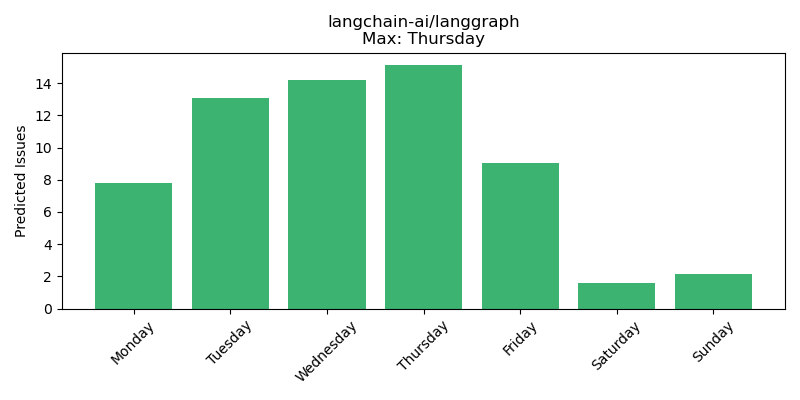 langchain-ai/langgraph
Max: Thursday
Predicted Issues
14
12
10
8
6
4
2
0
Monday
Tuesday
Wednesday
Thursday
Friday
Saturday
Sunday